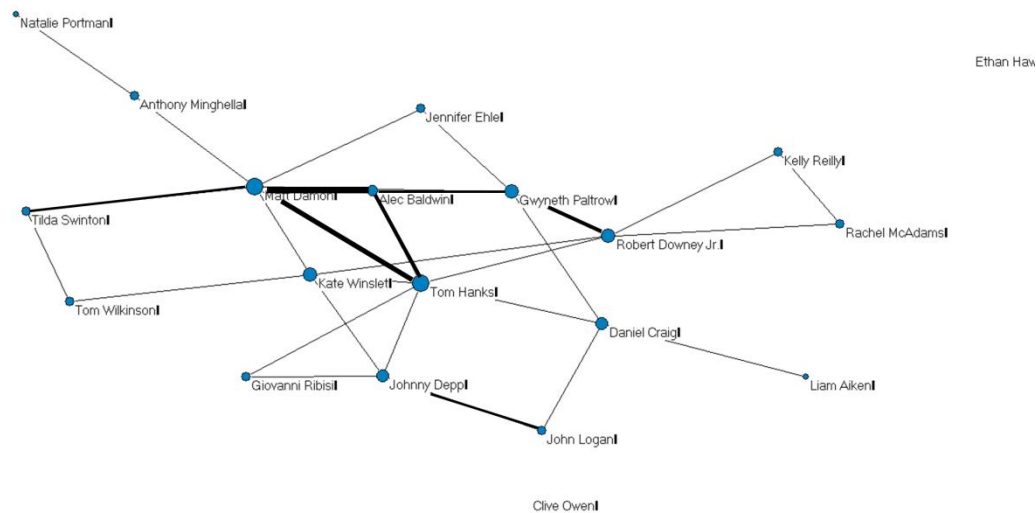 Natalie Portman
Ethan Haw
Anthony Minghella
Jennifer Ehle
Kelly Reilly
Matt Damon
Alec Baldwin
Gwyneth Paltrow
Tilda Swinton
Rachel McAdams
Robert Downey Jr.
Kate Winslet
Tom Hanks
Tom Wilkinson
Daniel Craig
Giovanni Ribisi
Johnny Depp
Liam Aiken
John Logan
Clive Owen